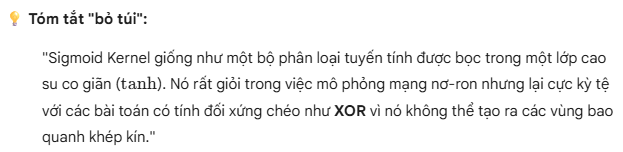 💡 Tóm tắt "bỏ túi":
"Sigmoid Kernel giống như một bộ phân loại tuyến tính được bọc trong một lớp cao
su co giãn (tanh). Nó rất giỏi trong việc mô phỏng mạng nơ-ron nhưng lại cực kỳ tệ
với các bài toán có tính đối xứng chéo như XOR vì nó không thể tạo ra các vùng bao
quanh khép kín."